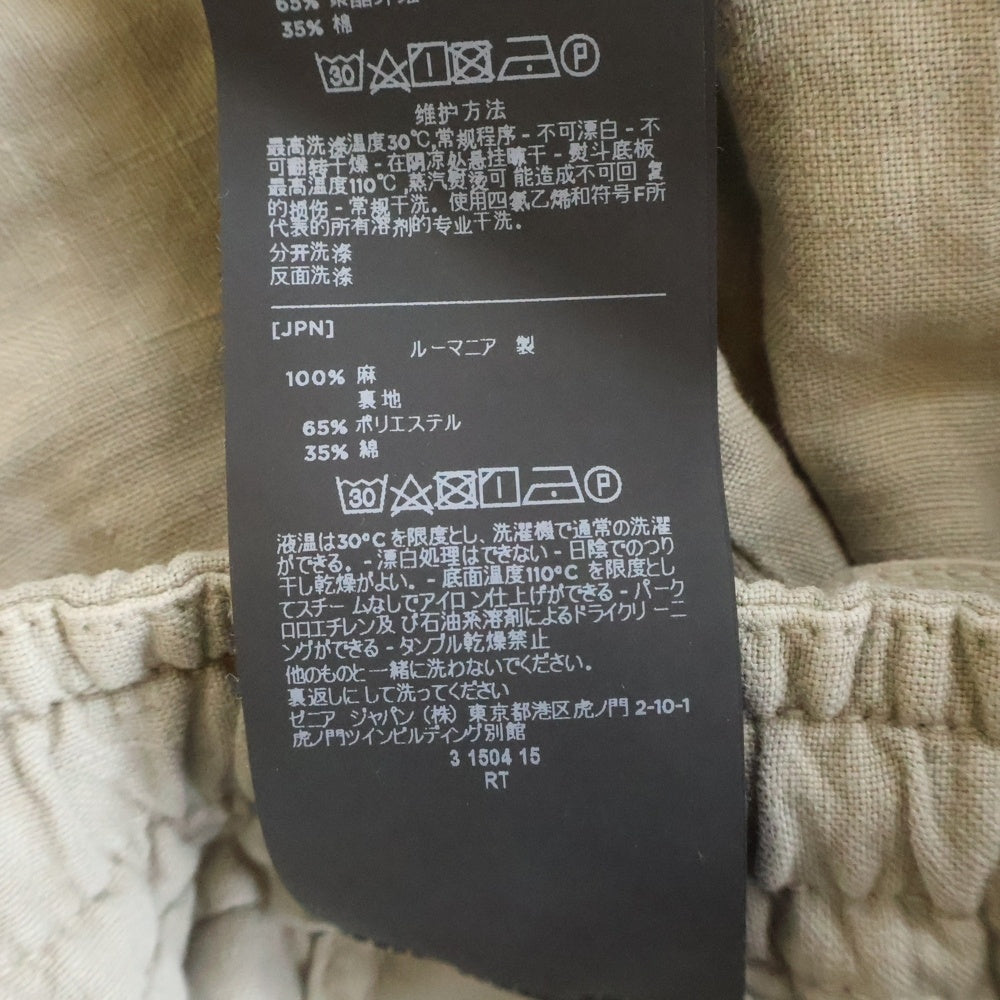 65% 聚酯纤维
35% 棉
30 P
维护方法
最高洗涤温度30℃,常规程序 - 不可漂白 - 不
可翻转干燥 - 在阴凉处悬挂晾干 - 熨斗底板
最高温度110℃ ,蒸汽熨烫可能造成不可回 复
的损伤 - 常规干洗。使用四氯乙烯和符号F所
代表的所有溶剂的专业干洗。
分开洗涤
反面洗涤
[JPN]
ルーマニア 製
100% 麻
裏地
65% ポリエステル
35% 綿
30 P
液温は30°C を限度とし、洗濯機で通常の洗濯
ができる。 - 漂白処理はできない - 日陰でのつり
干し乾燥がよい。 - 底面温度110°C を限度とし
てスチームなしでアイロン仕上げができる - パーク
ロロエチレン及 び石油系溶剤によるドライクリーニ
ングができる - タンブル乾燥禁止
他のものと一緒に洗わないでください。
裏返しにして洗ってください
ゼニア ジャパン (株) 東京都港区虎ノ門 2-10-1
虎ノ門ツインビルディング別館
3 1504 15
RT